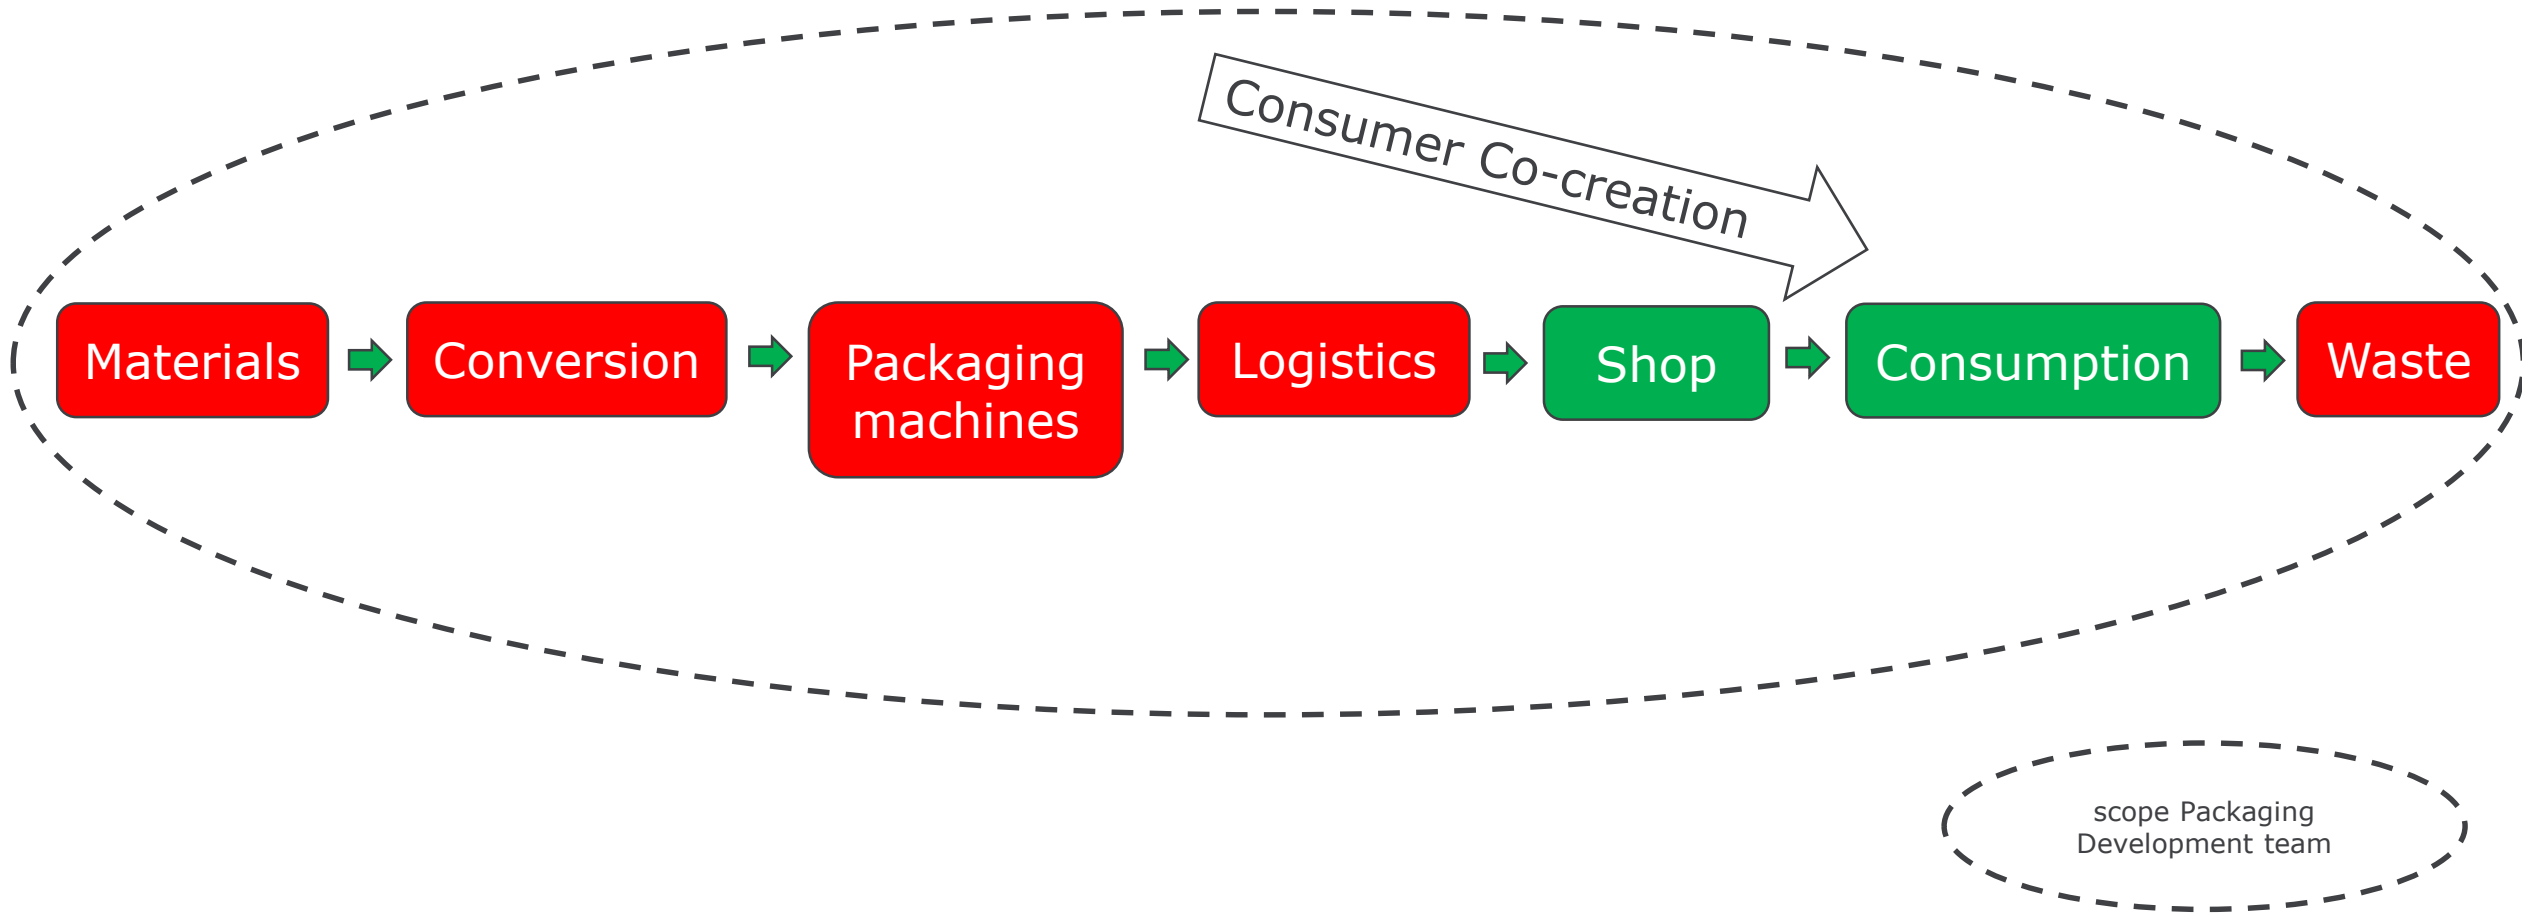 Consumer Co-creation
Materials
Conversion
Packaging
machines
Logistics
Shop
Consumption
Waste
scope Packaging
Development team